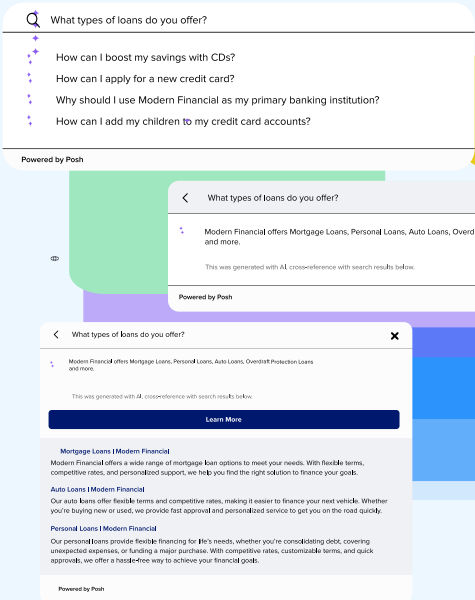 What types of loans do you offer?
How can I boost my savings with CDs?
How can I apply for a new credit card?
Why should I use Modern Financial as my primary banking institution?
How can I add my children to my credit card accounts?
Powered by Posh
What types of loans do you offer?
Modern Financial offers Mortgage Loans, Personal Loans, Auto Loans, Overd
and more.
This was generated with AI, cross-reference with search results below.
Powered by Posh
What types of loans do you offer?
Modern Financial offers Mortgage Loans, Personal Loans, Auto Loans, Overdraft Protection Loans
and more.
This was generated with AI, cross-reference with search results below.
Learn More
Mortgage Loans | Modern Financial
Modern Financial offers a wide range of mortgage loan options to meet your needs. With flexible terms,
competitive rates, and personalized support, we help you find the right solution to finance your goals.
Auto Loans | Modern Financial
Our auto loans offer flexible terms and competitive rates, making it easier to finance your next vehicle. Whether
you're buying new or used, we provide fast approval and personalized service to get you on the road quickly.
Personal Loans | Modern Financial
Our personal loans provide flexible financing for life's needs, whether you're consolidating debt, covering
unexpected expenses, or funding a major purchase. With competitive rates, customizable terms, and quick
approvals, we offer a hassle-free way to achieve your financial goals.
Powered by Posh